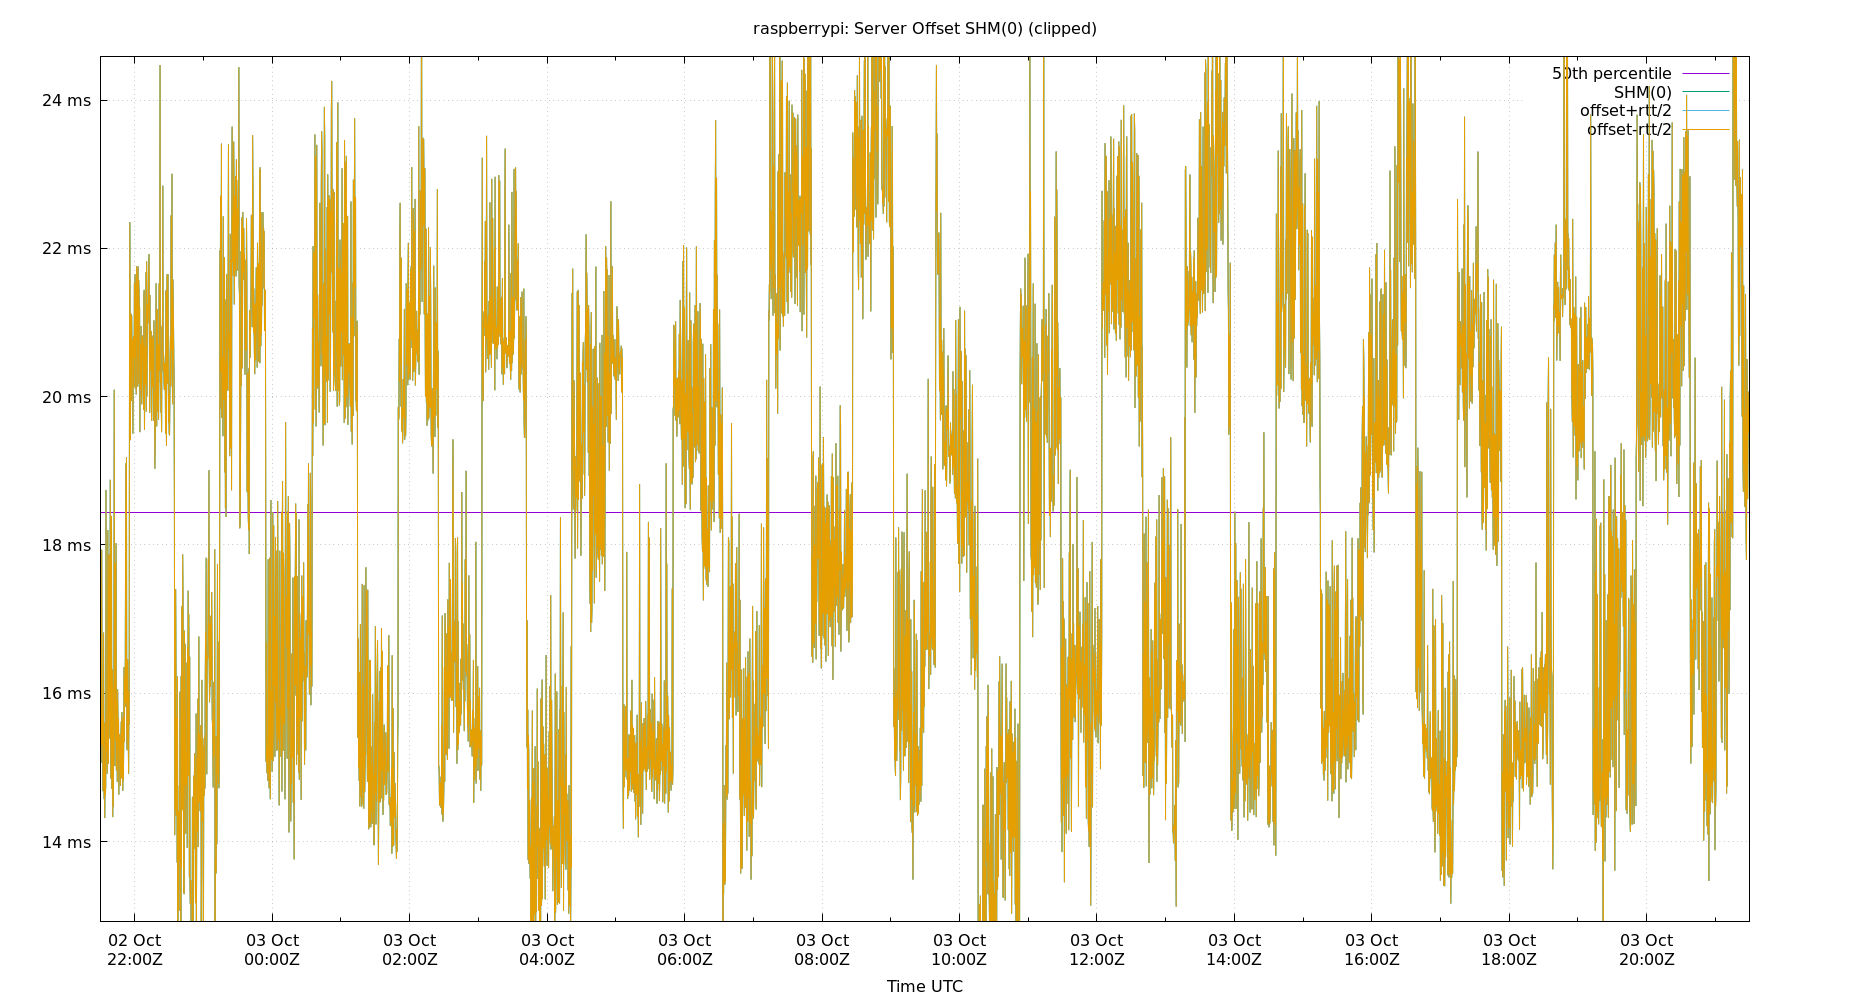 raspberrypi: Server Offset SHM(0) (clipped)
50th percentile
SHM(0)
offset+rtt/2
offset-rtt/2
24 ms
22 ms
20 ms
18 ms
16 ms
14 ms
02 Oct 03 Oct 03 Oct 03 Oct 03 Oct 03 Oct 03 Oct 03 Oct 03 Oct 03 Oct 03 Oct 03 Oct
22:00Z 00:00Z 02:00Z 04:00Z 06:00Z 08:00Z 10:00Z 12:00Z 14:00Z 16:00Z 18:00Z 20:00Z
Time UTC